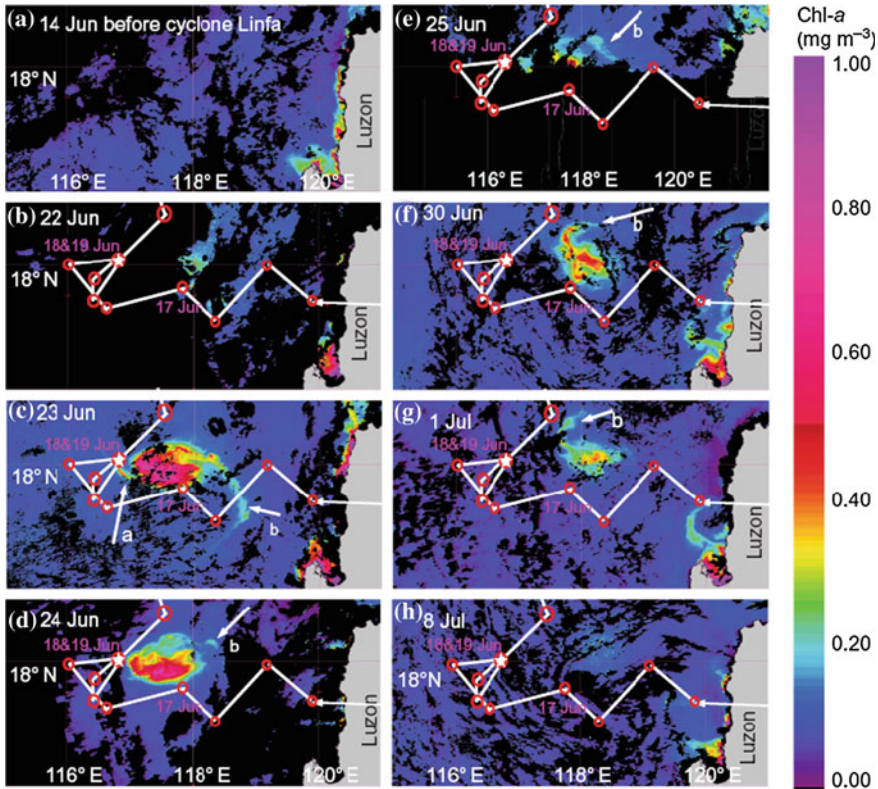 (a) 14 Jun before cyclone Linfa
18° N
116° E 118° E 120° E
Luzon
(b) 22 Jun
18&19 Jun
18° N
17 Jun
Luzon
(c) 23 Jun
18&19 Jun
18° N
17 Jun
a
b
Luzon
(d) 24 Jun
18&19 Jun
b
18° N
17 Jun
116° E 118° E 120° E
Luzon
(e) 25 Jun
b
18&19 Jun
17 Jun
116° E 118° E 120° E
Luzon
(f) 30 Jun
b
18&19 Jun
17 Jun
Luzon
(g) 1 Jul
b
18&19 Jun
17 Jun
Luzon
(h) 8 Jul
18&19 Jun
18°N
17 Jun
116° E 118° E 120° E
Luzon
Chl-a
(mg m−3)
1.00
0.80
0.60
0.40
0.20
0.00